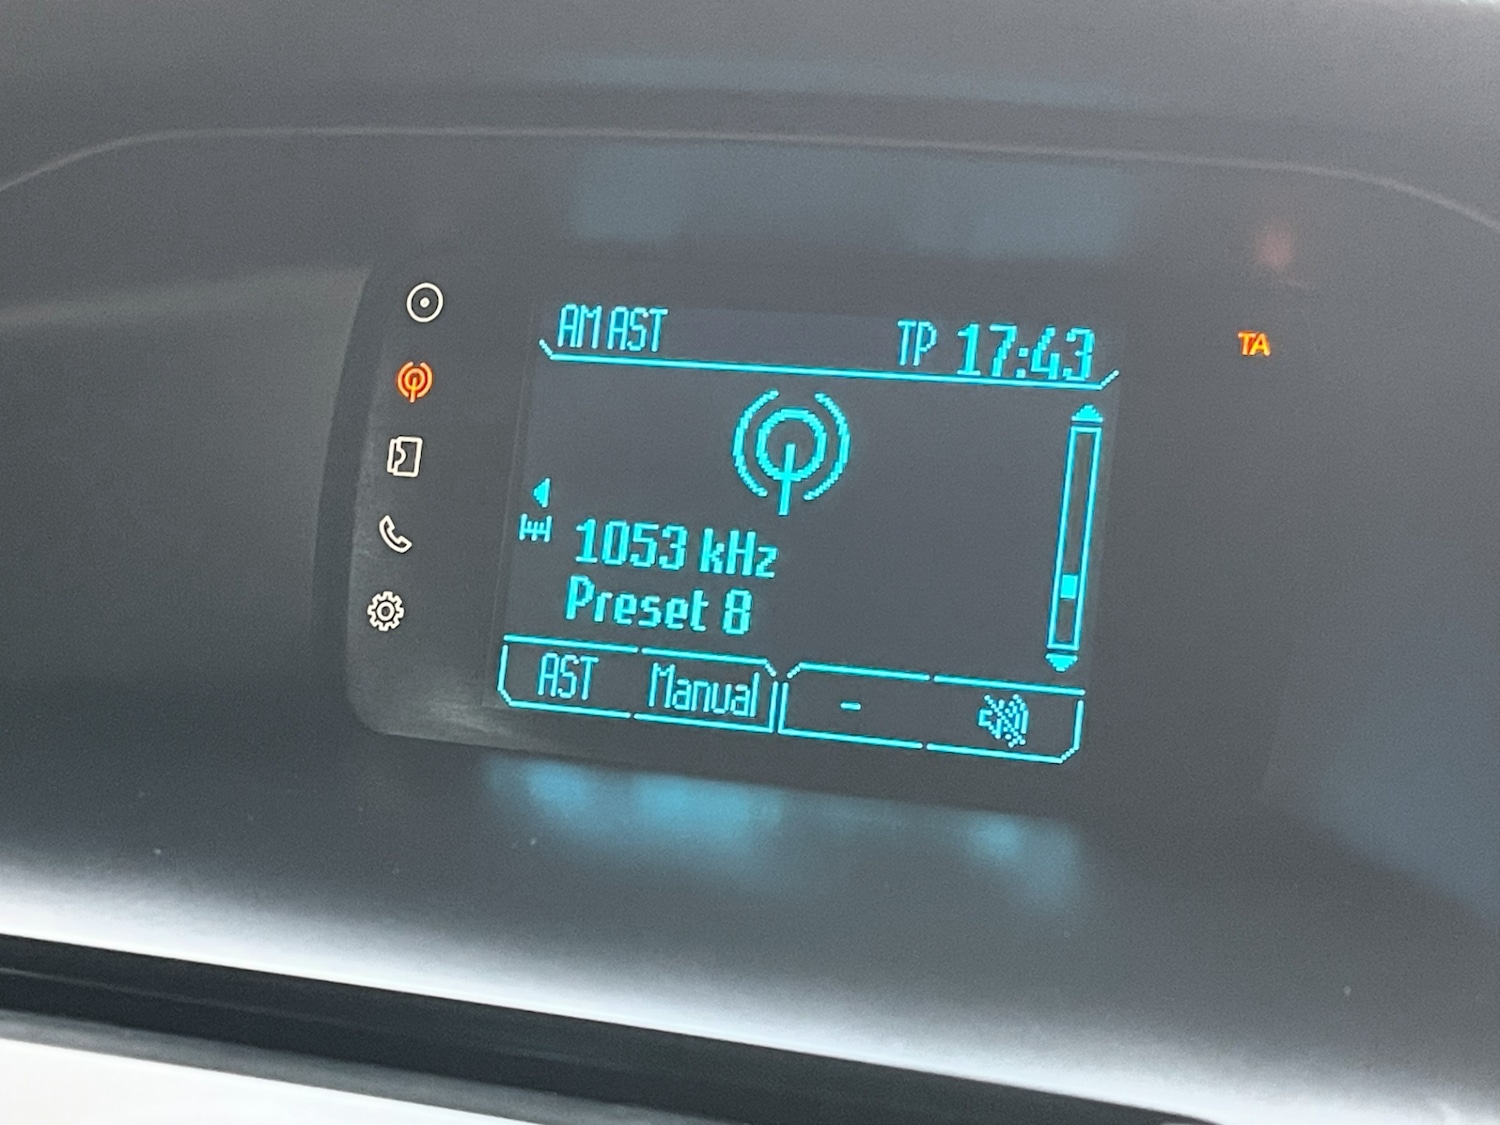 AM AST TP 17:43
TA
1053 kHz
Preset 8
AST Manual -